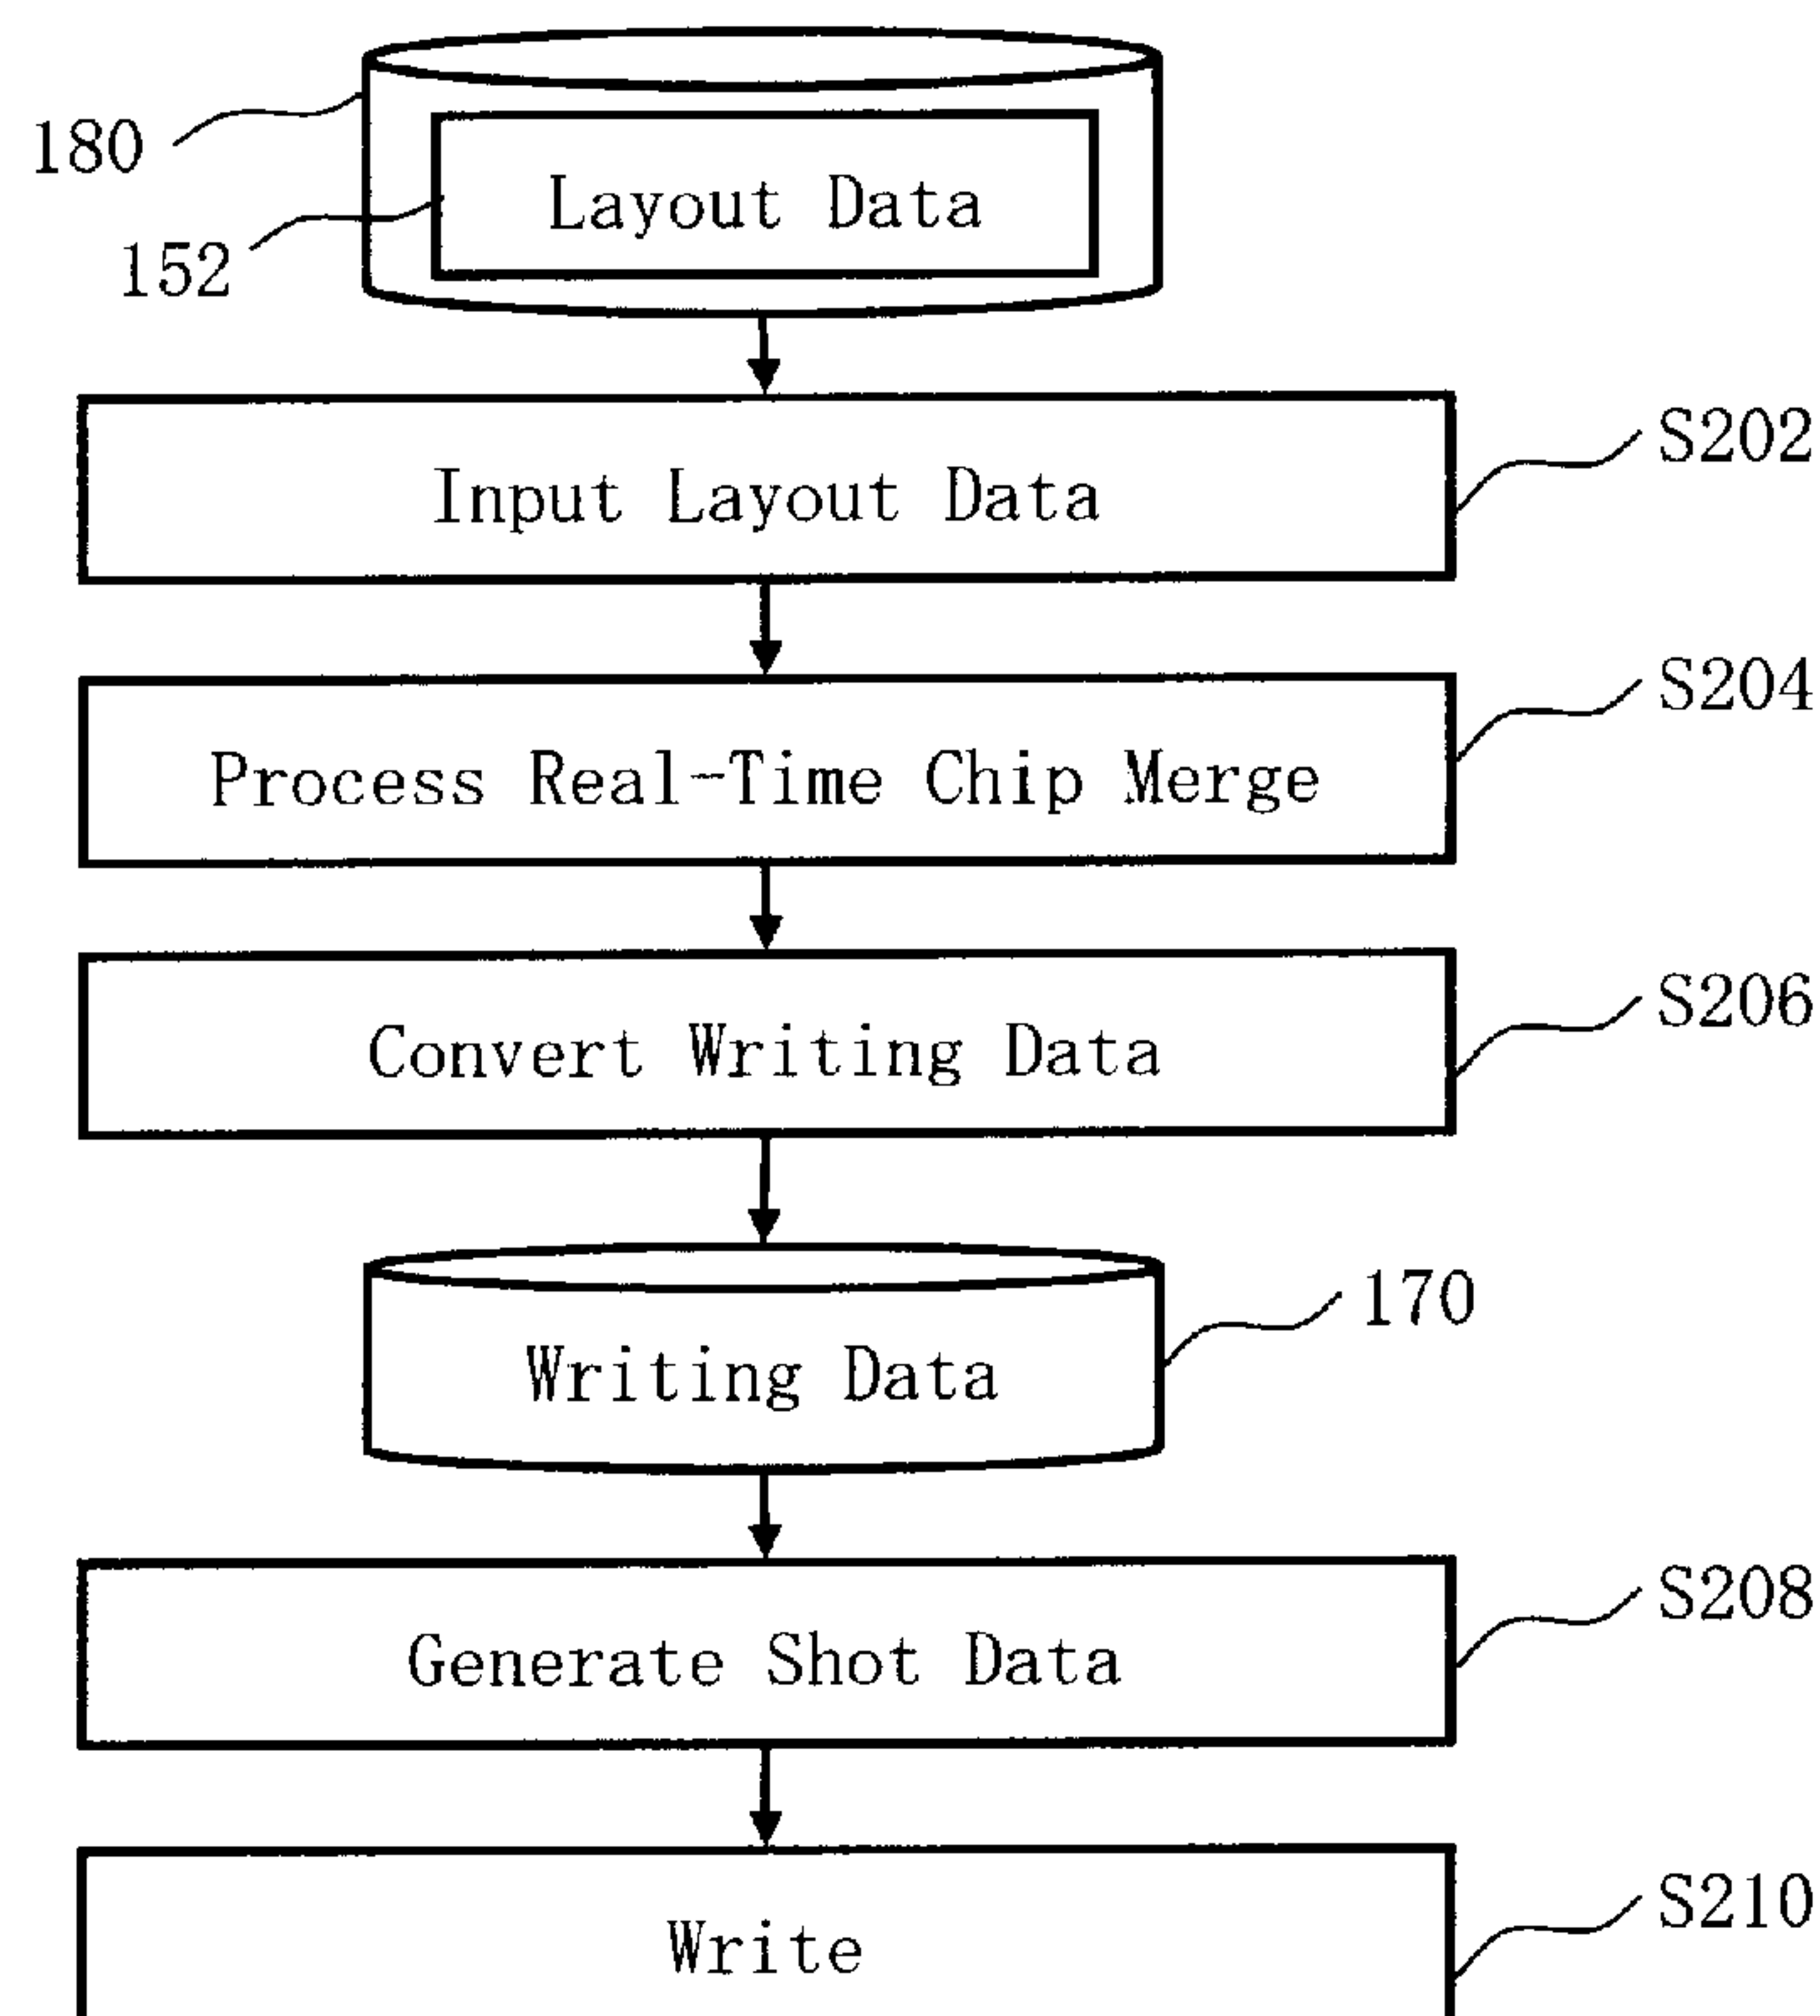 180
Layout Data
152
Input Layout Data
S202
Process Real-Time Chip Merge
S204
Convert Writing Data
S206
Writing Data
170
Generate Shot Data
S208
Write
S210